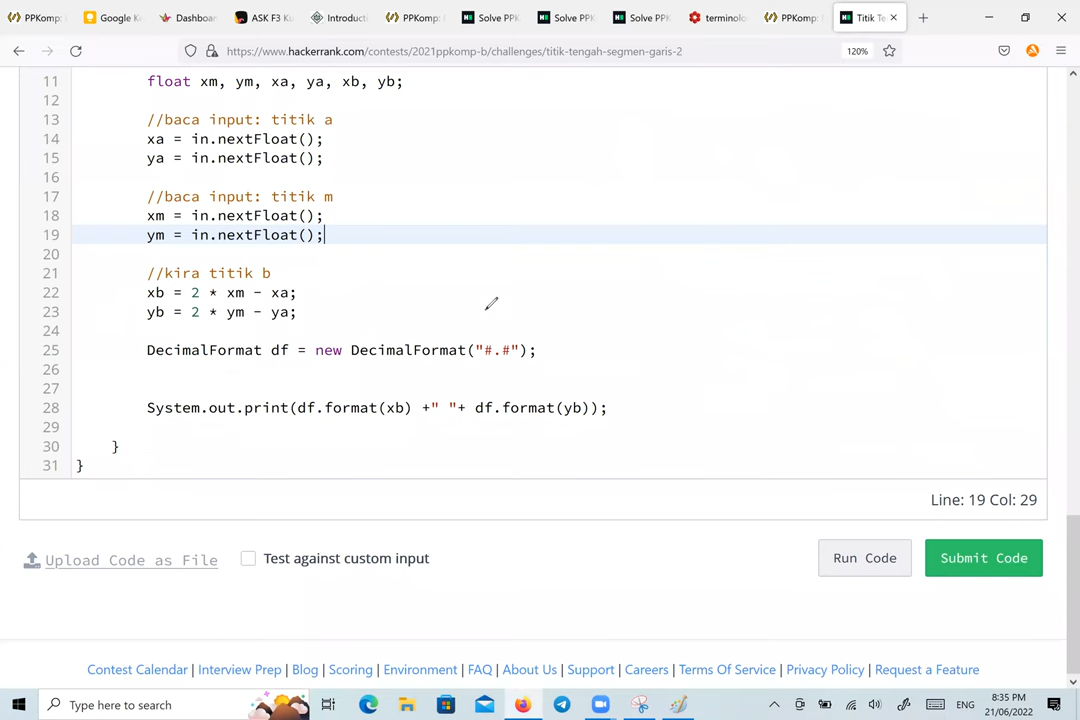 PPKomp:
Google Ke
Dashboar
ASK F3 Ku
Introducti
PPKomp:
Solve PPK
Solve PPK
Solve PPK
terminolo
PPKomp:
Titik Te
https://www.hackerrank.com/contests/2021ppkomp-b/challenges/titik-tengah-segmen-garis-2
120%
11 float xm, ym, xa, ya, xb, yb;
12
13 //baca input: titik a
14 xa = in.nextFloat();
15 ya = in.nextFloat();
16
17 //baca input: titik m
18 xm = in.nextFloat();
19 ym = in.nextFloat();
20
21 //kira titik b
22 xb = 2 * xm - xa;
23 yb = 2 * ym - ya;
24
25 DecimalFormat df = new DecimalFormat("#.#");
26
27
28 System.out.print(df.format(xb) +" "+ df.format(yb));
29
30 }
31 }
Line: 19 Col: 29
Upload Code as File
Test against custom input
Run Code
Submit Code
Contest Calendar | Interview Prep | Blog | Scoring | Environment | FAQ | About Us | Support | Careers | Terms Of Service | Privacy Policy | Request a Feature
Type here to search
ENG
8:35 PM
21/06/2022